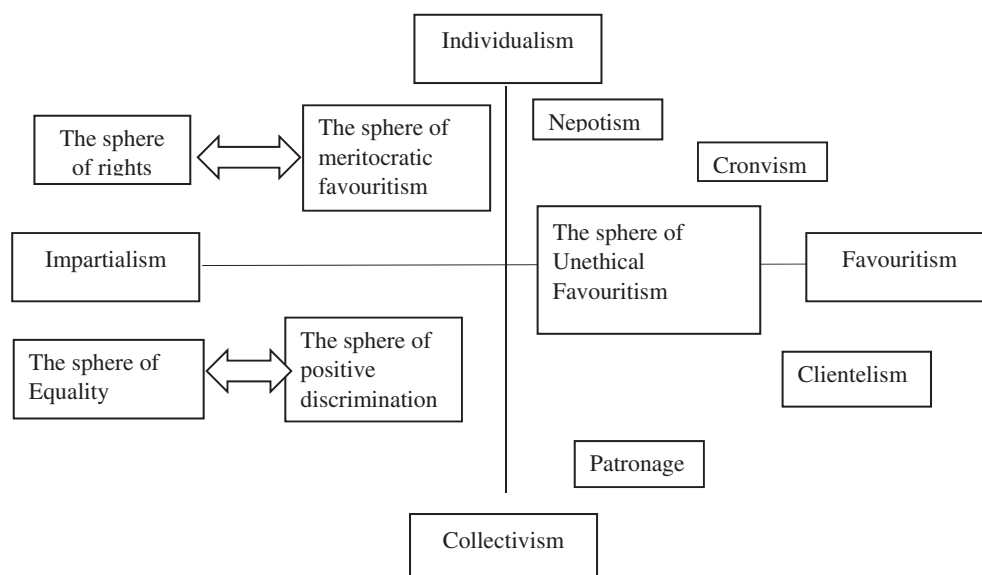 Individualism
Nepotism
The sphere
of rights
The sphere of
meritocratic
favouritism
Cronvism
Impartialism
The sphere of
Unethical
Favouritism
Favouritism
The sphere of
Equality
The sphere of
positive
discrimination
Clientelism
Patronage
Collectivism